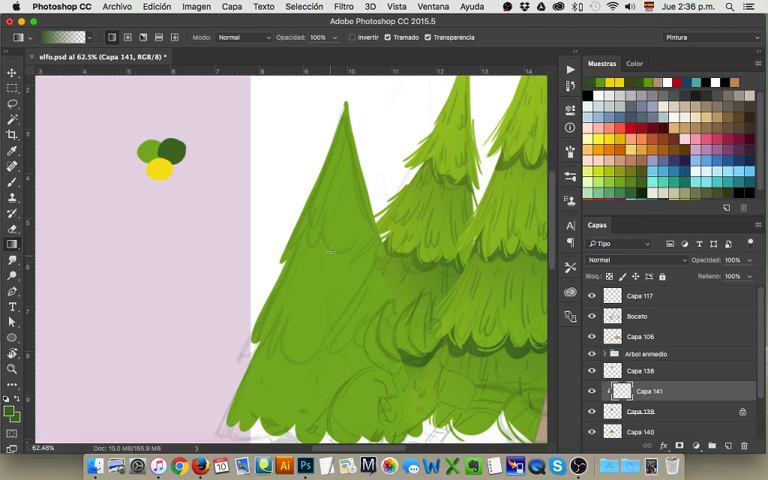 Photoshop CC Archivo Edición Imagen Capa Texto Selección Filtro 3D Vista Ventana Ayuda Lue 2:36 p.m.
Adobe Photoshop CC 2015.5
Modo: Normal Opacidad: 100% Invertir Tramado Transparencia Pintura
elfo.psd al 62.5% (Capa 141, RGB/8) *
Muestras Color
Capas
Tipo
Normal Opacidad: 100%
Bloq.: Relleno: 100%
Capa 117
Boceto
Capa 106
Arbol enmedio
Capa 138
Capa 141
Capa 139
Capa 140
62.48% Doc: 15.0 MB/165.9 MB